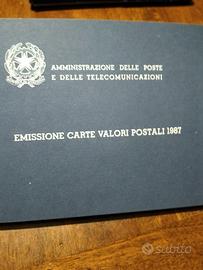 AMMINISTRAZIONE DELLE POSTE
E DELLE TELECOMUNICAZIONI
EMISSIONE CARTE VALORI POSTALI 1987
subito